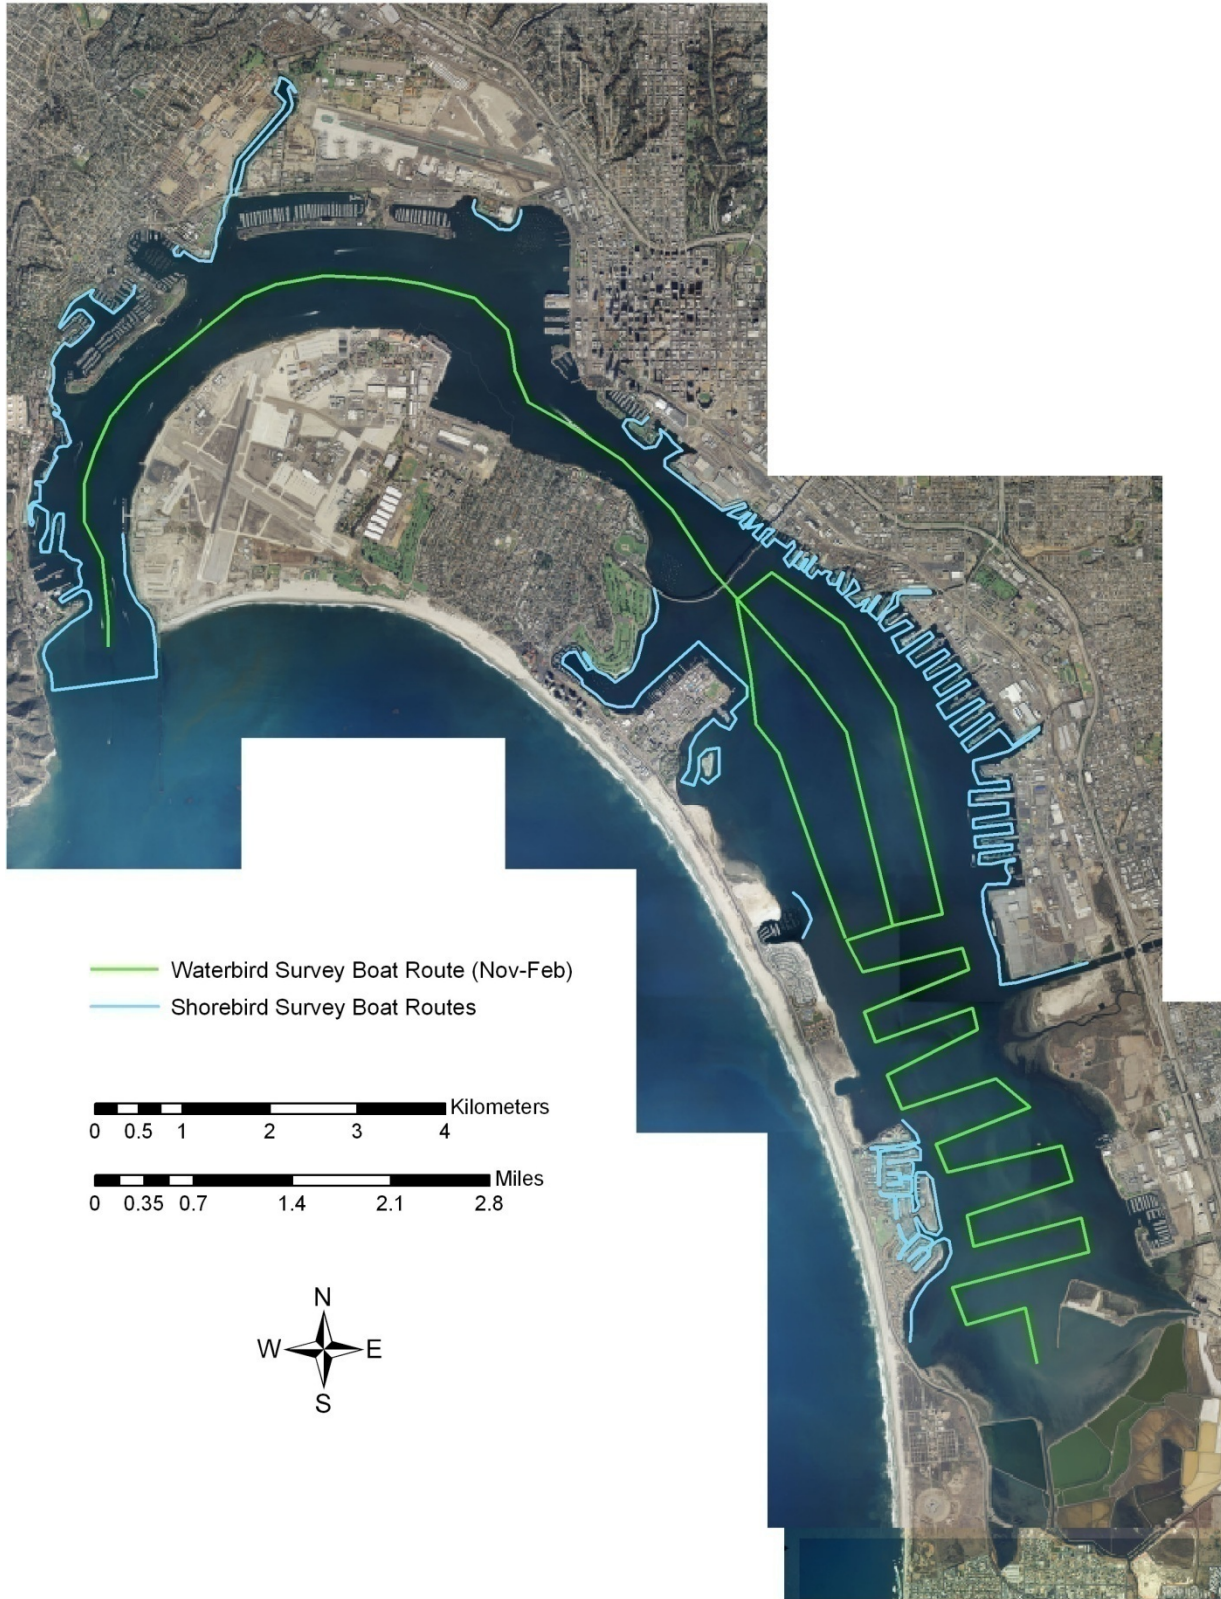 Waterbird Survey Boat Route (Nov-Feb)
Shorebird Survey Boat Routes
Kilometers
0 0.5 1 2 3 4
Miles
0 0.35 0.7 1.4 2.1 2.8
N
W E
S